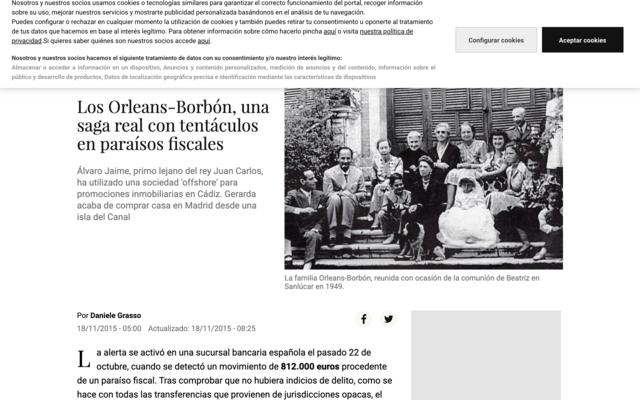 Nosotros y nuestros socios usamos cookies o tecnologías similares para garantizar el correcto funcionamiento del portal, recoger información
sobre su uso, mejorar nuestros servicios y mostrarte publicidad personalizada basándonos en el análisis de tu navegación.
Puedes configurar o rechazar en cualquier momento la utilización de cookies y también puedes retirar tu consentimiento u oponerte al tratamiento
de tus datos que hacemos en base al interés legítimo. Para obtener información sobre cómo hacerlo pincha aquí o visita nuestra política de
privacidad.Si quieres saber quiénes son nuestros socios accede aquí.
Nosotros y nuestros socios hacemos el siguiente tratamiento de datos con su consentimiento y/o nuestro interés legítimo:
Almacenar o acceder a información en un dispositivo, Anuncios y contenido personalizados, medición de anuncios y del contenido, información sobre el
público y desarrollo de productos, Datos de localización geográfica precisa e identificación mediante las características de dispositivos
Configurar cookies
Aceptar cookies
Los Orleans-Borbón, una
saga real con tentáculos
en paraísos fiscales
Álvaro Jaime, primo lejano del rey Juan Carlos,
ha utilizado una sociedad 'offshore' para
promociones inmobiliarias en Cádiz. Gerarda
acaba de comprar casa en Madrid desde una
isla del Canal
La familia Orleans-Borbón, reunida con ocasión de la comunión de Beatriz en
Sanlúcar en 1949.
Por Daniele Grasso
18/11/2015 - 05:00 Actualizado: 18/11/2015 - 08:25
La alerta se activó en una sucursal bancaria española el pasado 22 de
octubre, cuando se detectó un movimiento de 812.000 euros procedente
de un paraíso fiscal. Tras comprobar que no hubiera indicios de delito, como se
hace con todas las transferencias que provienen de jurisdicciones opacas, el